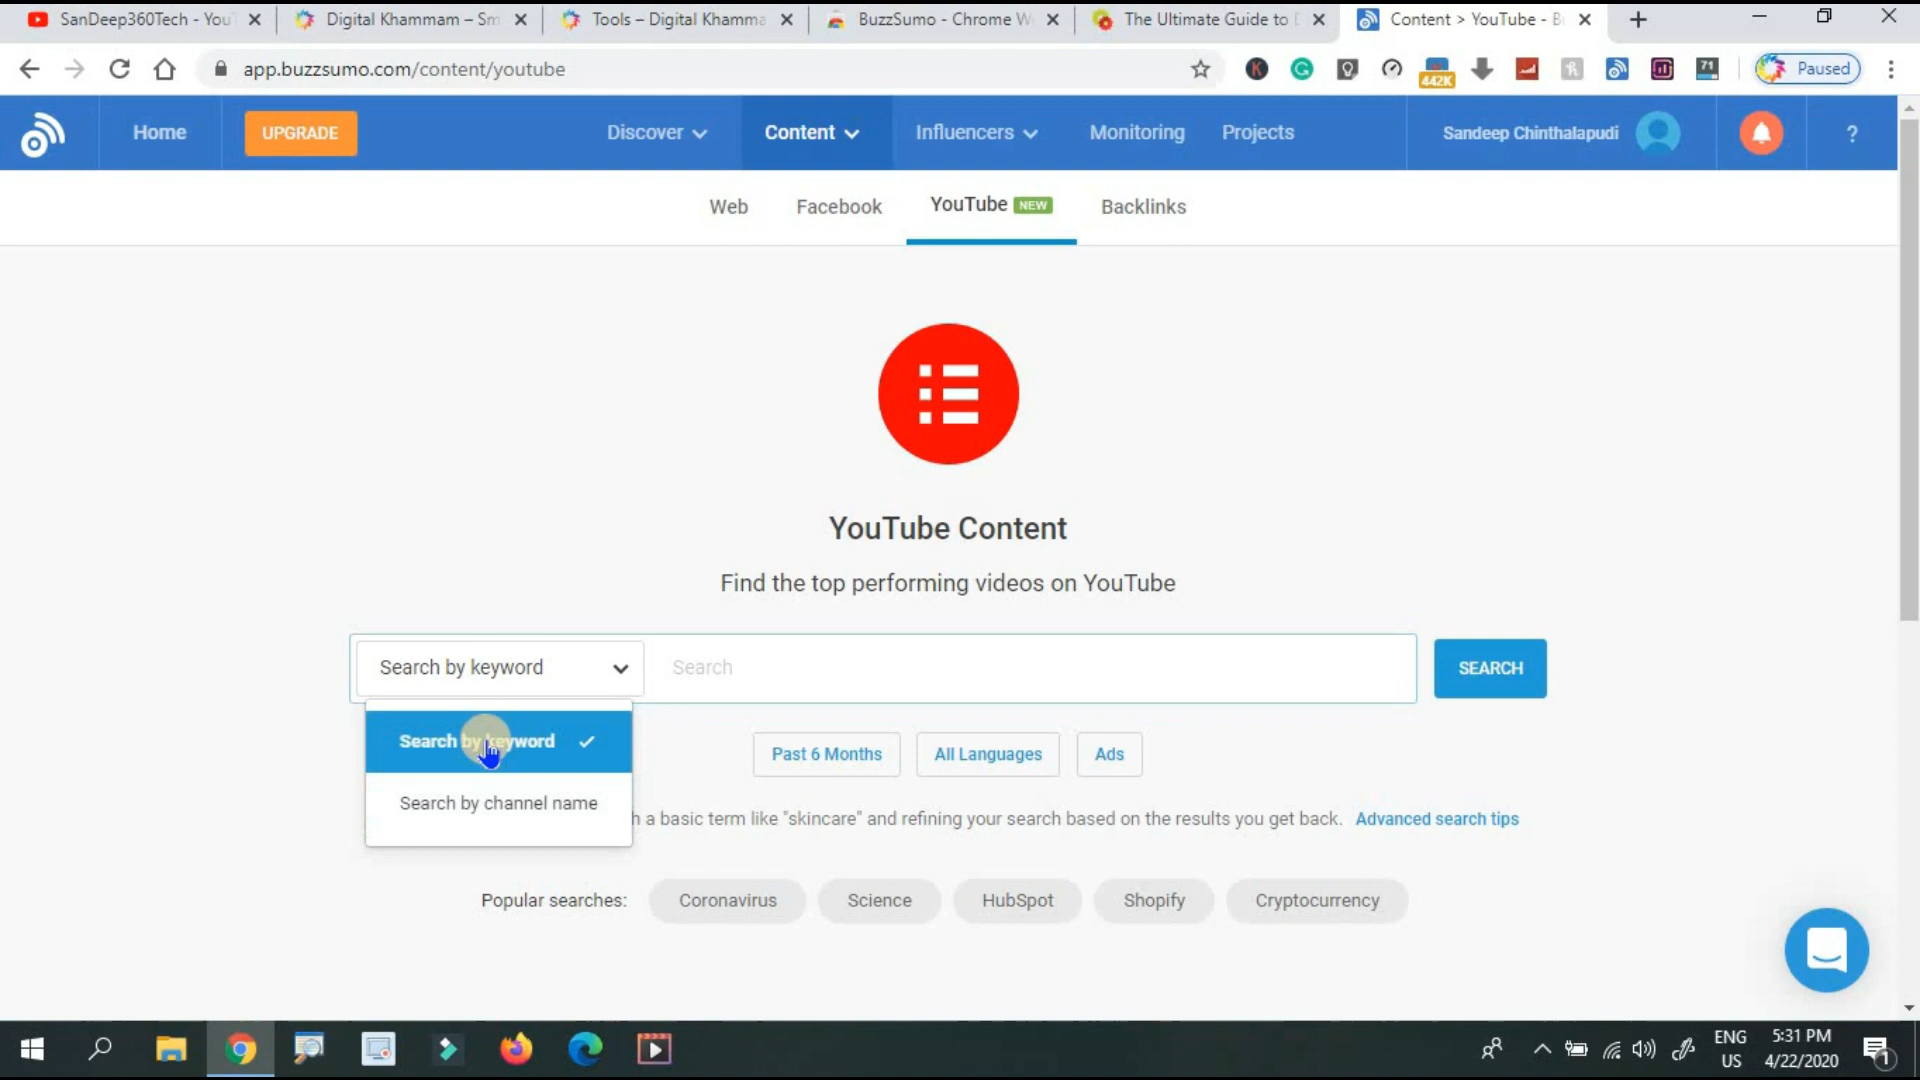 SanDeep360Tech - You
Digital Khammam – Sm
Tools – Digital Khamma
BuzzSumo - Chrome W
The Ultimate Guide to
Content > YouTube - B
app.buzzsumo.com/content/youtube
442K
71
Paused
Home
UPGRADE
Discover
Content
Influencers
Monitoring
Projects
Sandeep Chinthalapudi
?
Web
Facebook
YouTube NEW
Backlinks
YouTube Content
Find the top performing videos on YouTube
Search by keyword
Search
SEARCH
Search by keyword
Search by channel name
Past 6 Months
All Languages
Ads
h a basic term like "skincare" and refining your search based on the results you get back. Advanced search tips
Popular searches:
Coronavirus
Science
HubSpot
Shopify
Cryptocurrency
ENG
US
5:31 PM
4/22/2020
1